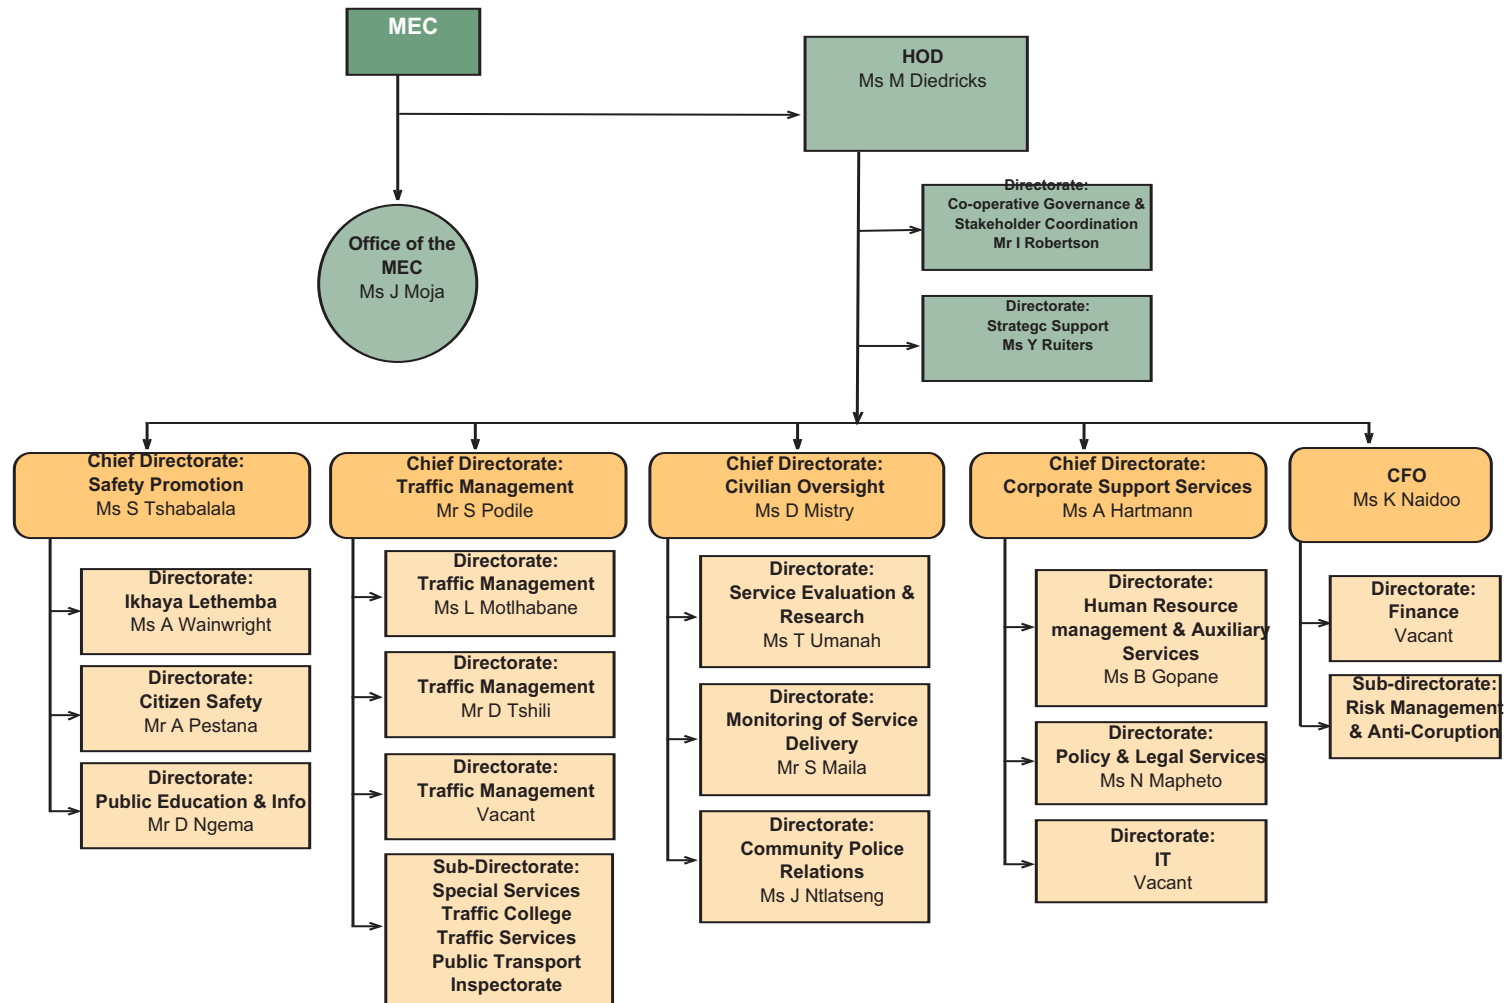 MEC
HOD
Ms M Diedricks
Office of the
MEC
Ms J Moja
Directorate:
Co-operative Governance &
Stakeholder Coordination
Mr I Robertson
Directorate:
Strategc Support
Ms Y Ruiters
Chief Directorate:
Safety Promotion
Ms S Tshabalala
Directorate:
Ikhaya Lethemba
Ms A Wainwright
Directorate:
Citizen Safety
Mr A Pestana
Directorate:
Public Education & Info
Mr D Ngema
Chief Directorate:
Traffic Management
Mr S Podile
Directorate:
Traffic Management
Ms L Motlhabane
Directorate:
Traffic Management
Mr D Tshili
Directorate:
Traffic Management
Vacant
Sub-Directorate:
Special Services
Traffic College
Traffic Services
Public Transport
Inspectorate
Chief Directorate:
Civilian Oversight
Ms D Mistry
Directorate:
Service Evaluation &
Research
Ms T Umanah
Directorate:
Monitoring of Service
Delivery
Mr S Maila
Directorate:
Community Police
Relations
Ms J Ntlatseng
Chief Directorate:
Corporate Support Services
Ms A Hartmann
Directorate:
Human Resource
management & Auxiliary
Services
Ms B Gopane
Directorate:
Policy & Legal Services
Ms N Mapheto
Directorate:
IT
Vacant
CFO
Ms K Naidoo
Directorate:
Finance
Vacant
Sub-directorate:
Risk Management
& Anti-Coruption